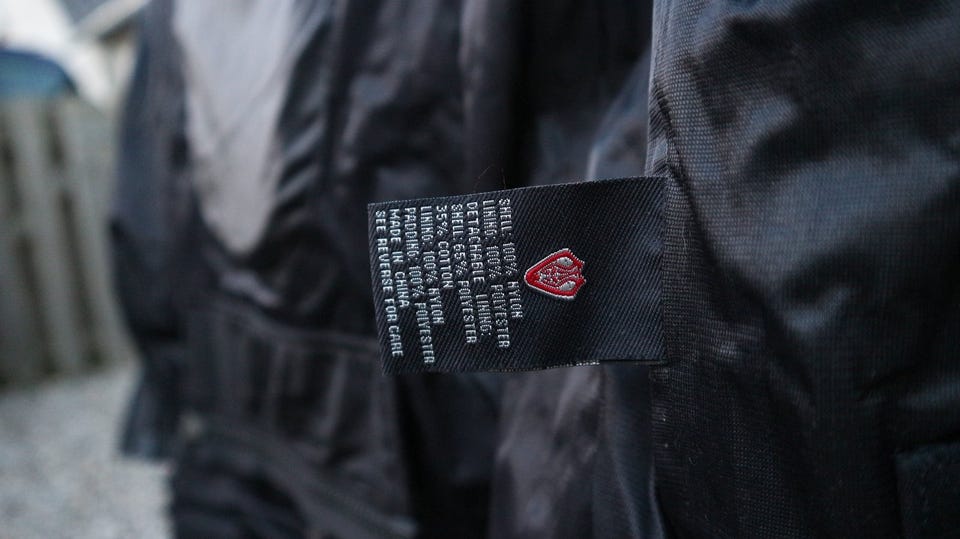 SHELL 100% NYLON
LINING: 100% POLYESTER
DETACHABLE LINING:
SHELL 65% POLYESTER
55% COTTON
LINING: 100% NYLON
PADDING: 100% POLYESTER
MADE IN CHINA
SEE REVERSE FOR CARE